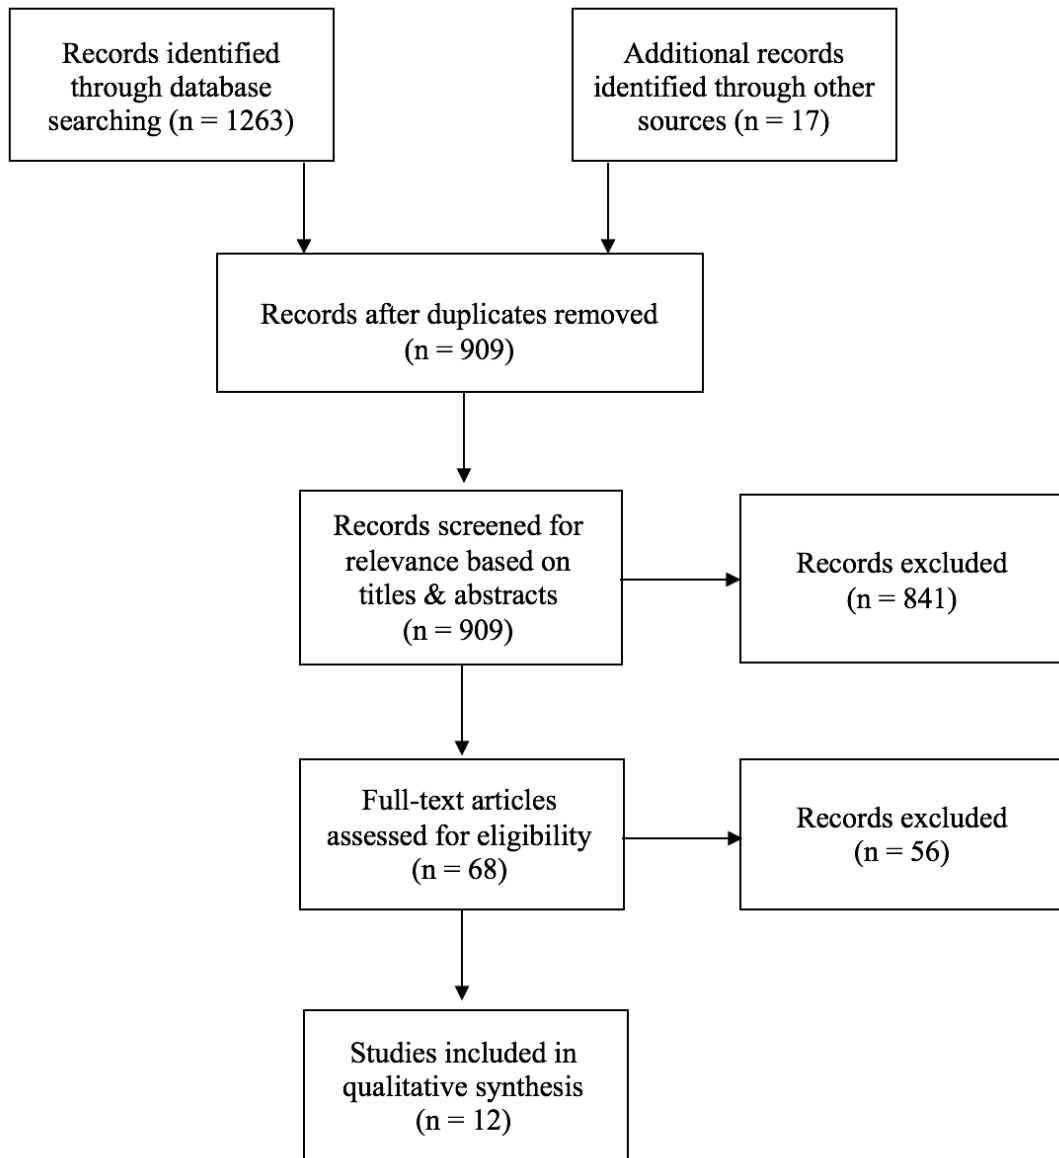 Records identified
through database
searching (n = 1263)
Additional records
identified through other
sources (n = 17)
Records after duplicates removed
(n = 909)
Records screened for
relevance based on
titles & abstracts
(n = 909)
Records excluded
(n = 841)
Full-text articles
assessed for eligibility
(n = 68)
Records excluded
(n = 56)
Studies included in
qualitative synthesis
(n = 12)